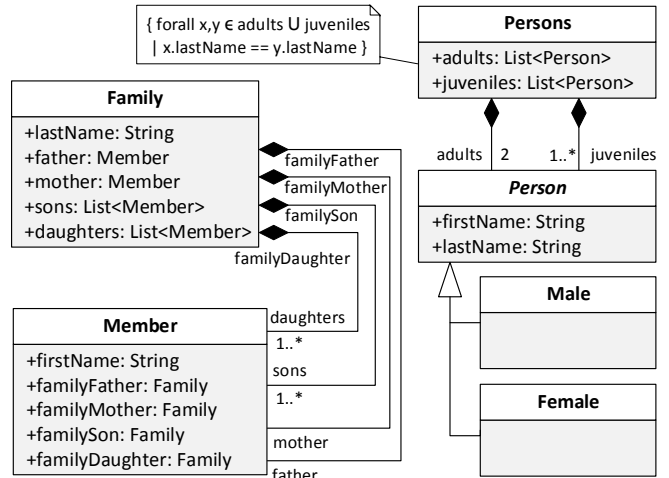 { forall x,y ϵ adults U juveniles
| x.lastName == y.lastName }
Persons
+adults: List<Person>
+juveniles: List<Person>
Family
+lastName: String
+father: Member
+mother: Member
+sons: List<Member>
+daughters: List<Member>
familyFather
familyMother
familySon
familyDaughter
adults 2 1..* juveniles
Person
+firstName: String
+lastName: String
Male
Female
Member
+firstName: String
+familyFather: Family
+familyMother: Family
+familySon: Family
+familyDaughter: Family
daughters
1..*
sons
1..*
mother
father